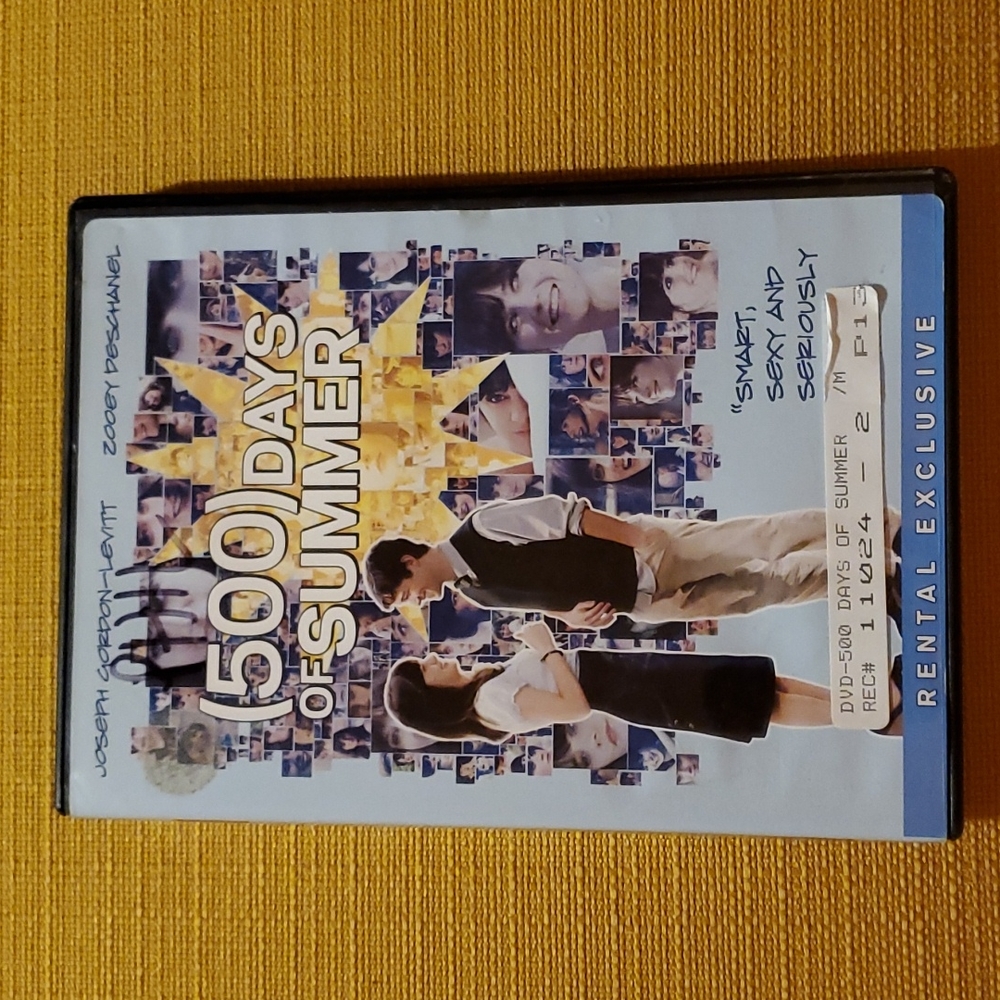 JOSEPH GORDON-LEVITT ZOOEY DESCHANEL
(500) DAYS
OF SUMMER
"SMART,
SEXY AND
SERIOUSLY
DVD-500 DAYS OF SUMMER /M
REC# 11024 - 2 P13
RENTAL EXCLUSIVE